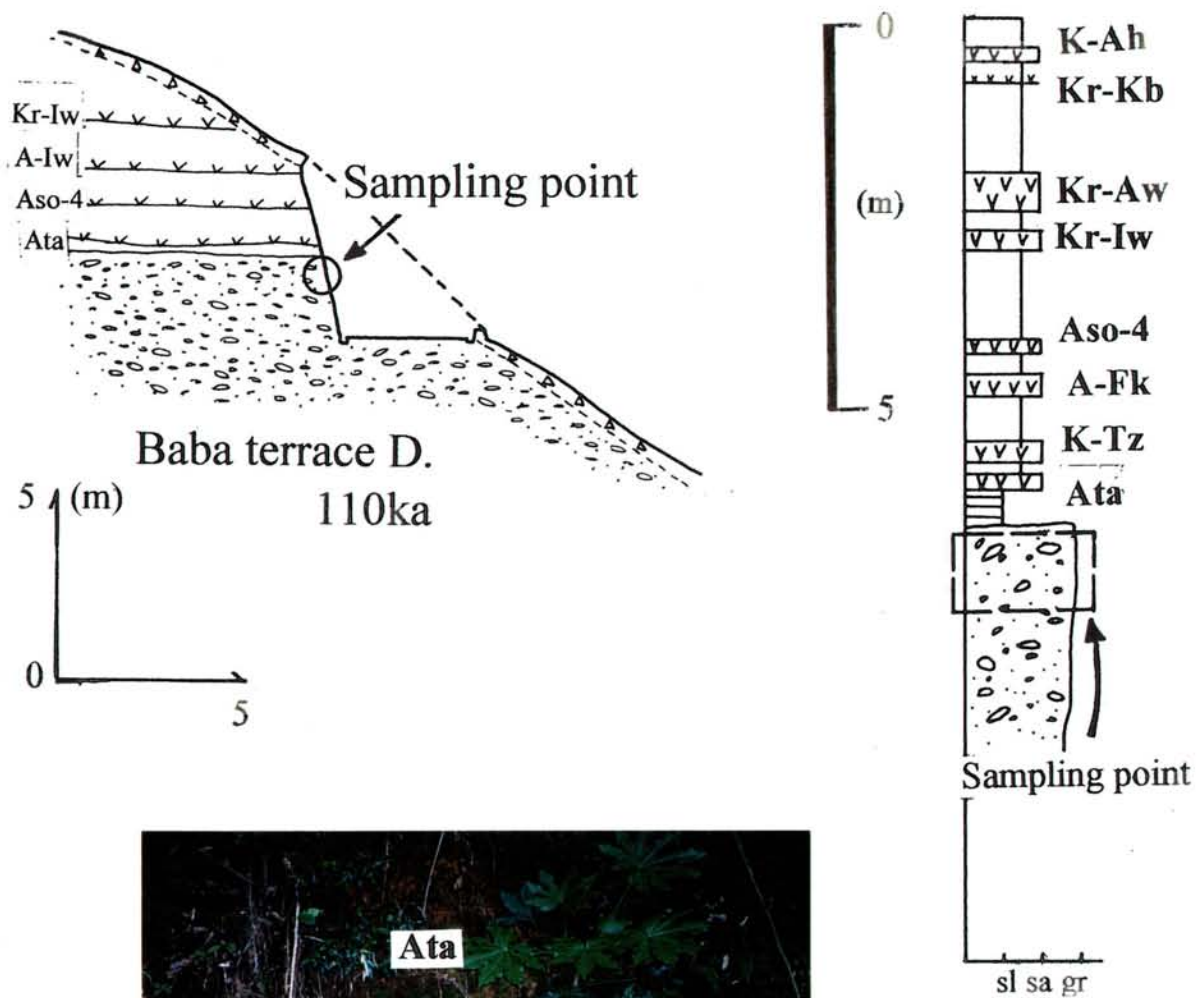 Kr-Iw
A-Iw
Aso-4
Ata
Sampling point
Baba terrace D.
110ka
5 (m)
0
5
0
(m)
5
K-Ah
Kr-Kb
Kr-Aw
Kr-Iw
Aso-4
A-Fk
K-Tz
Ata
Sampling point
sl sa gr
Ata